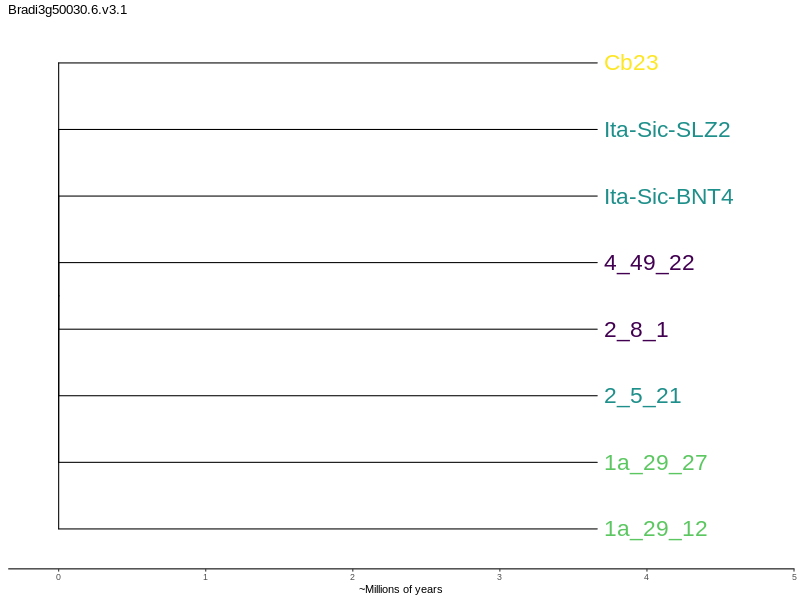 Bradi3g50030.6.v3.1
Cb23
Ita-Sic-SLZ2
Ita-Sic-BNT4
4_49_22
2_8_1
2_5_21
1a_29_27
1a_29_12
0 1 2 3 4 5
~Millions of years